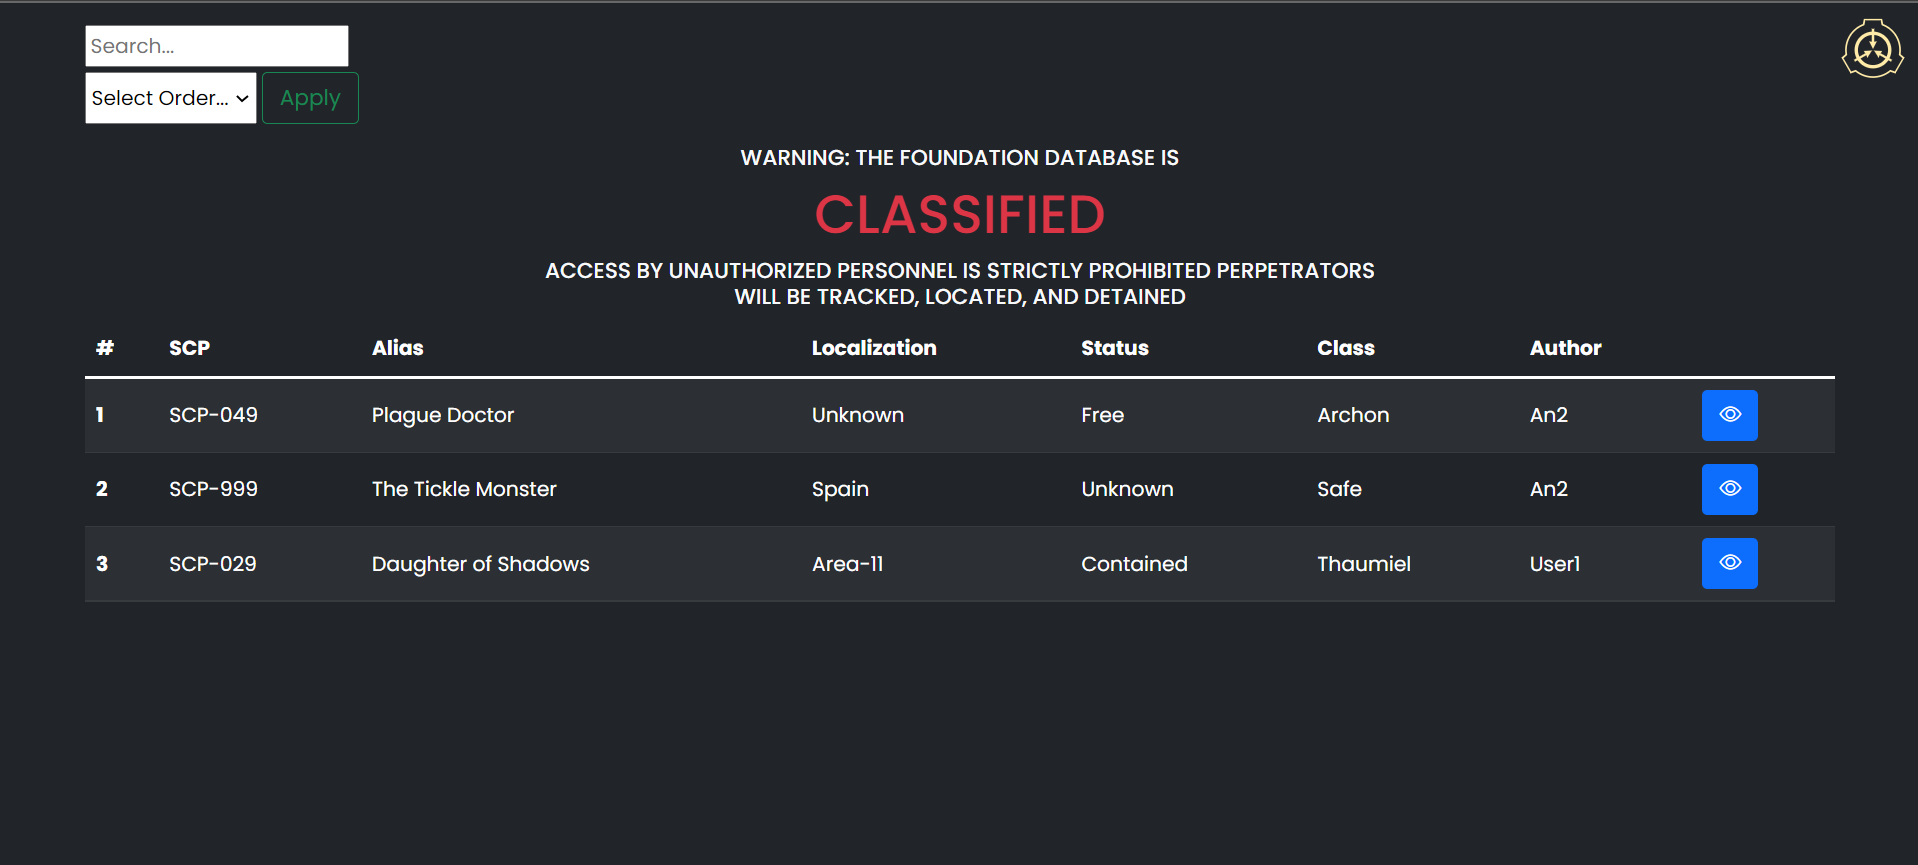 Search...
Select Order... Apply
WARNING: THE FOUNDATION DATABASE IS
CLASSIFIED
ACCESS BY UNAUTHORIZED PERSONNEL IS STRICTLY PROHIBITED PERPETRATORS
WILL BE TRACKED, LOCATED, AND DETAINED
# SCP Alias Localization Status Class Author
1 SCP-049 Plague Doctor Unknown Free Archon An2
2 SCP-999 The Tickle Monster Spain Unknown Safe An2
3 SCP-029 Daughter of Shadows Area-11 Contained Thaumiel User1